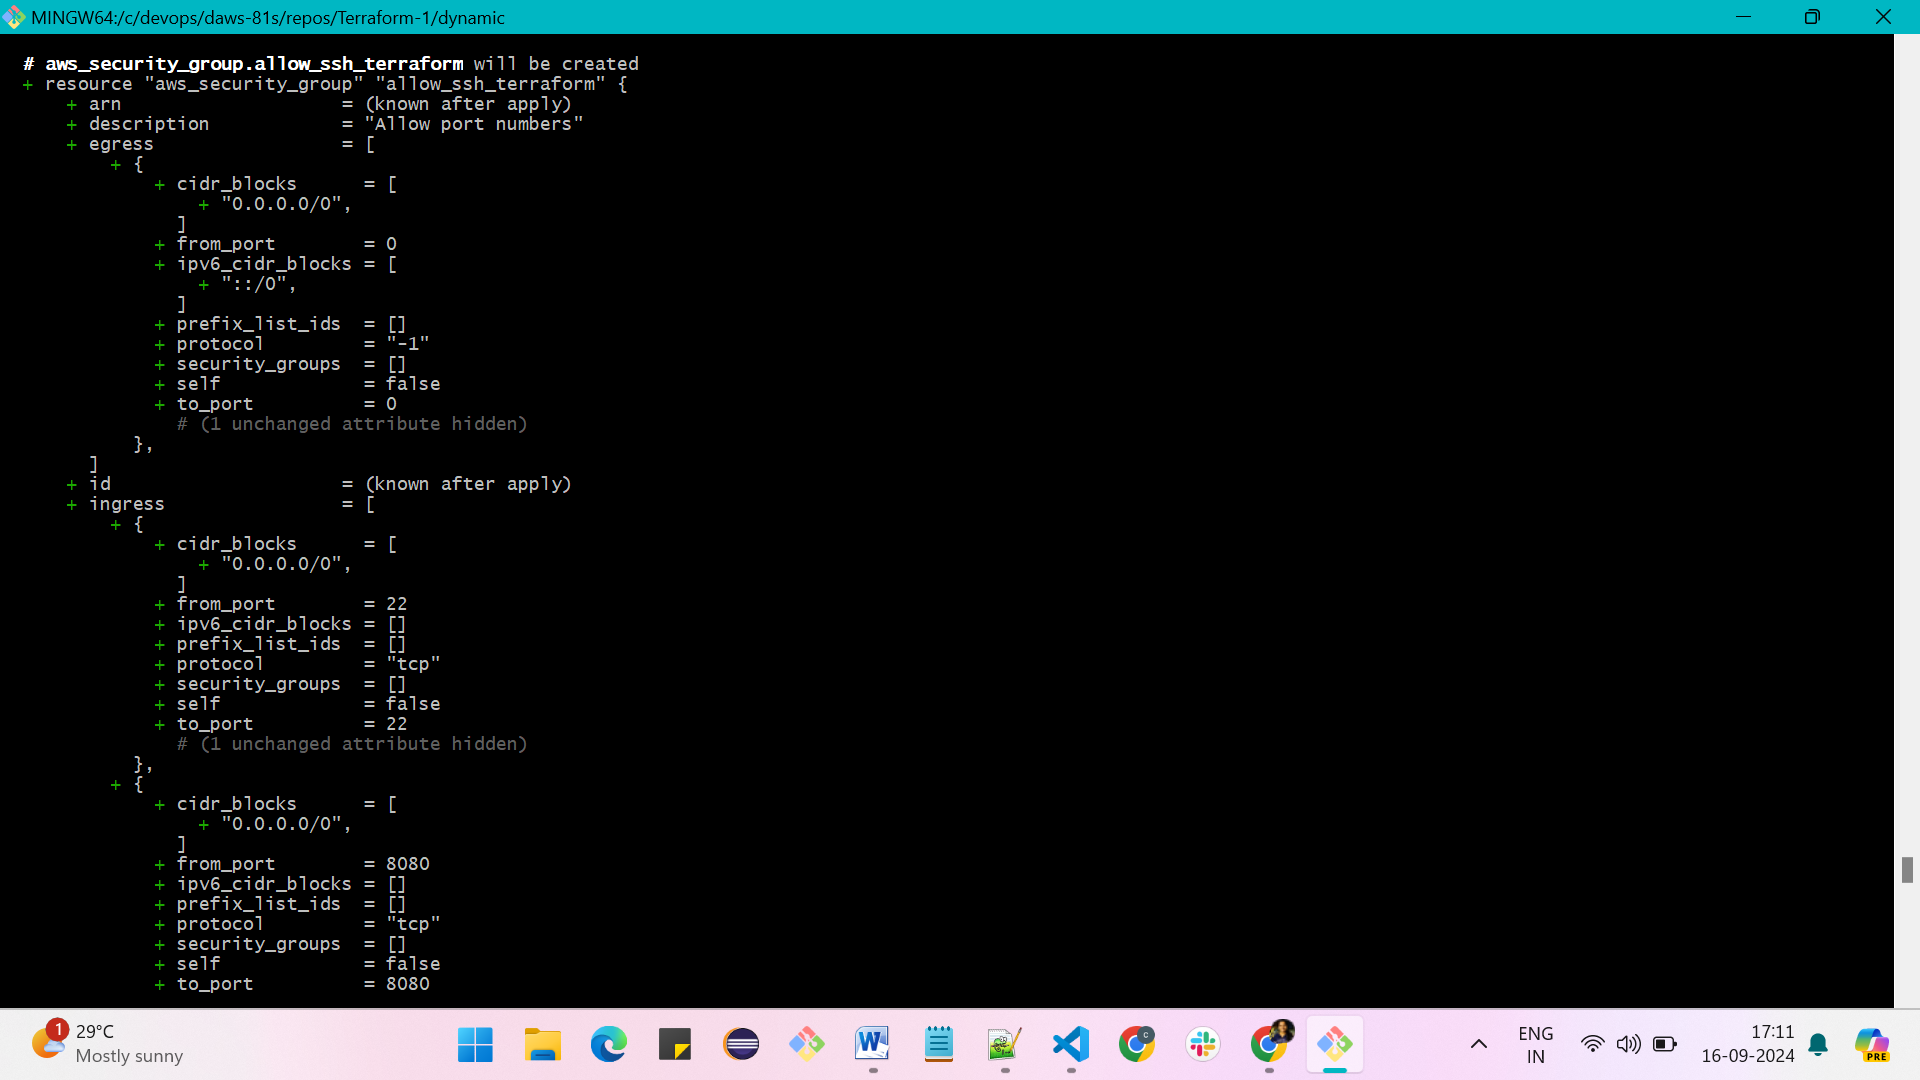 MINGW64:/c/devops/daws-81s/repos/Terraform-1/dynamic
# aws_security_group.allow_ssh_terraform will be created
+ resource "aws_security_group" "allow_ssh_terraform" {
    + arn                    = (known after apply)
    + description            = "Allow port numbers"
    + egress                 = [
        + {
            + cidr_blocks      = [
                + "0.0.0.0/0",
              ]
            + from_port        = 0
            + ipv6_cidr_blocks = [
                + "::/0",
              ]
            + prefix_list_ids  = []
            + protocol         = "-1"
            + security_groups  = []
            + self             = false
            + to_port          = 0
              # (1 unchanged attribute hidden)
          },
      ]
    + id                     = (known after apply)
    + ingress                = [
        + {
            + cidr_blocks      = [
                + "0.0.0.0/0",
              ]
            + from_port        = 22
            + ipv6_cidr_blocks = []
            + prefix_list_ids  = []
            + protocol         = "tcp"
            + security_groups  = []
            + self             = false
            + to_port          = 22
              # (1 unchanged attribute hidden)
          },
        + {
            + cidr_blocks      = [
                + "0.0.0.0/0",
              ]
            + from_port        = 8080
            + ipv6_cidr_blocks = []
            + prefix_list_ids  = []
            + protocol         = "tcp"
            + security_groups  = []
            + self             = false
            + to_port          = 8080
1
29°C
Mostly sunny
W
c
ENG
IN
17:11
16-09-2024
PRE